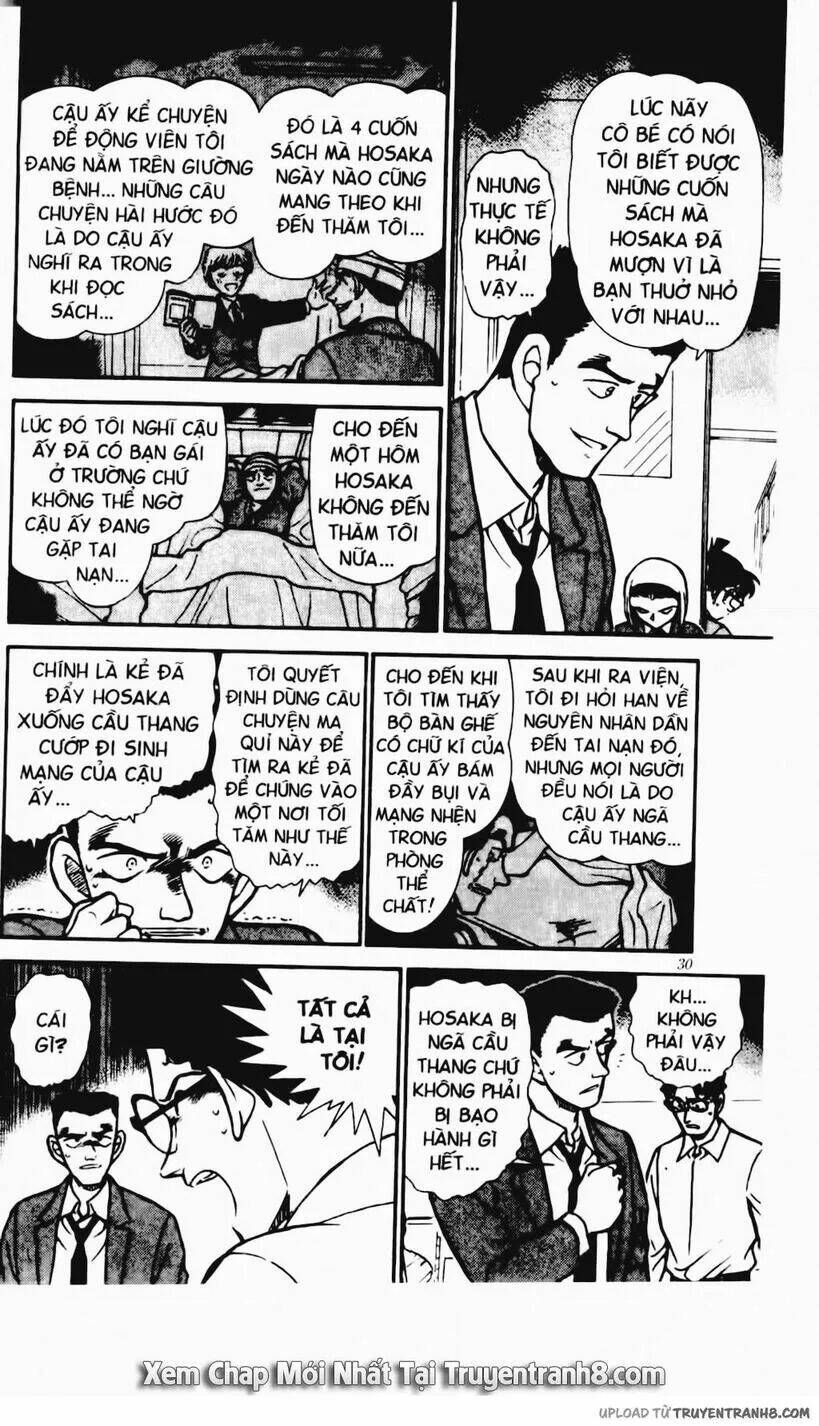 LÚC NÃY
CÔ BÉ CÓ NÓI
TÔI BIẾT ĐƯỢC
NHỮNG CUỐN
SÁCH MÀ
HOSAKA ĐÃ
MƯỢN VÌ LÀ
BẠN THUỞ NHỎ
VỚI NHAU...
NHƯNG
THỰC TẾ
KHÔNG
PHẢI
VẬY...
ĐÓ LÀ 4 CUỐN
SÁCH MÀ HOSAKA
NGÀY NÀO CŨNG
MANG THEO KHI
ĐẾN THĂM TÔI...
CẬU ẤY KỂ CHUYỆN
ĐỂ ĐỘNG VIÊN TÔI
ĐANG NẰM TRÊN GIƯỜNG
BỆNH... NHỮNG CÂU
CHUYỆN HÀI HƯỚC ĐÓ
LÀ DO CẬU ẤY
NGHĨ RA TRONG
KHI ĐỌC
SÁCH...
CHO ĐẾN
MỘT HÔM
HOSAKA
KHÔNG ĐẾN
THĂM TÔI
NỮA...
LÚC ĐÓ TÔI NGHĨ CẬU
ẤY ĐÃ CÓ BẠN GÁI
Ở TRƯỜNG CHỨ
KHÔNG THỂ NGỜ
CẬU ẤY ĐANG
GẶP TAI
NẠN...
SAU KHI RA VIỆN,
TÔI ĐI HỎI HAN VỀ
NGUYÊN NHÂN DẪN
ĐẾN TAI NẠN ĐÓ,
NHƯNG MỌI NGƯỜI
ĐỀU NÓI LÀ DO
CẬU ẤY NGÃ
CẦU THANG...
CHO ĐẾN KHI
TÔI TÌM THẤY
BỘ BÀN GHẾ
CÓ CHỮ KÍ CỦA
CẬU ẤY BÁM
ĐẦY BỤI VÀ
MẠNG NHỆN
TRONG
PHÒNG
THỂ
CHẤT!
TÔI QUYẾT
ĐỊNH DÙNG CÂU
CHUYỆN MA
QUỈ NÀY ĐỂ
TÌM RA KẺ ĐÃ
ĐỂ CHÚNG VÀO
MỘT NƠI TỐI
TĂM NHƯ THẾ
NÀY...
CHÍNH LÀ KẺ ĐÃ
ĐẨY HOSAKA
XUỐNG CẦU THANG
CƯỚP ĐI SINH
MẠNG CỦA CẬU
ẤY...
30
KH...
KHÔNG
PHẢI VẬY
ĐÂU...
HOSAKA BỊ
NGÃ CẦU
THANG CHỨ
KHÔNG PHẢI
BỊ BẠO
HÀNH GÌ
HẾT...
TẤT CẢ
LÀ TẠI
TÔI!
CÁI
GÌ?
Xem Chap Mới Nhất Tại Truyentranh8.com
UPLOAD TỪ TRUYENTRANH8.COM